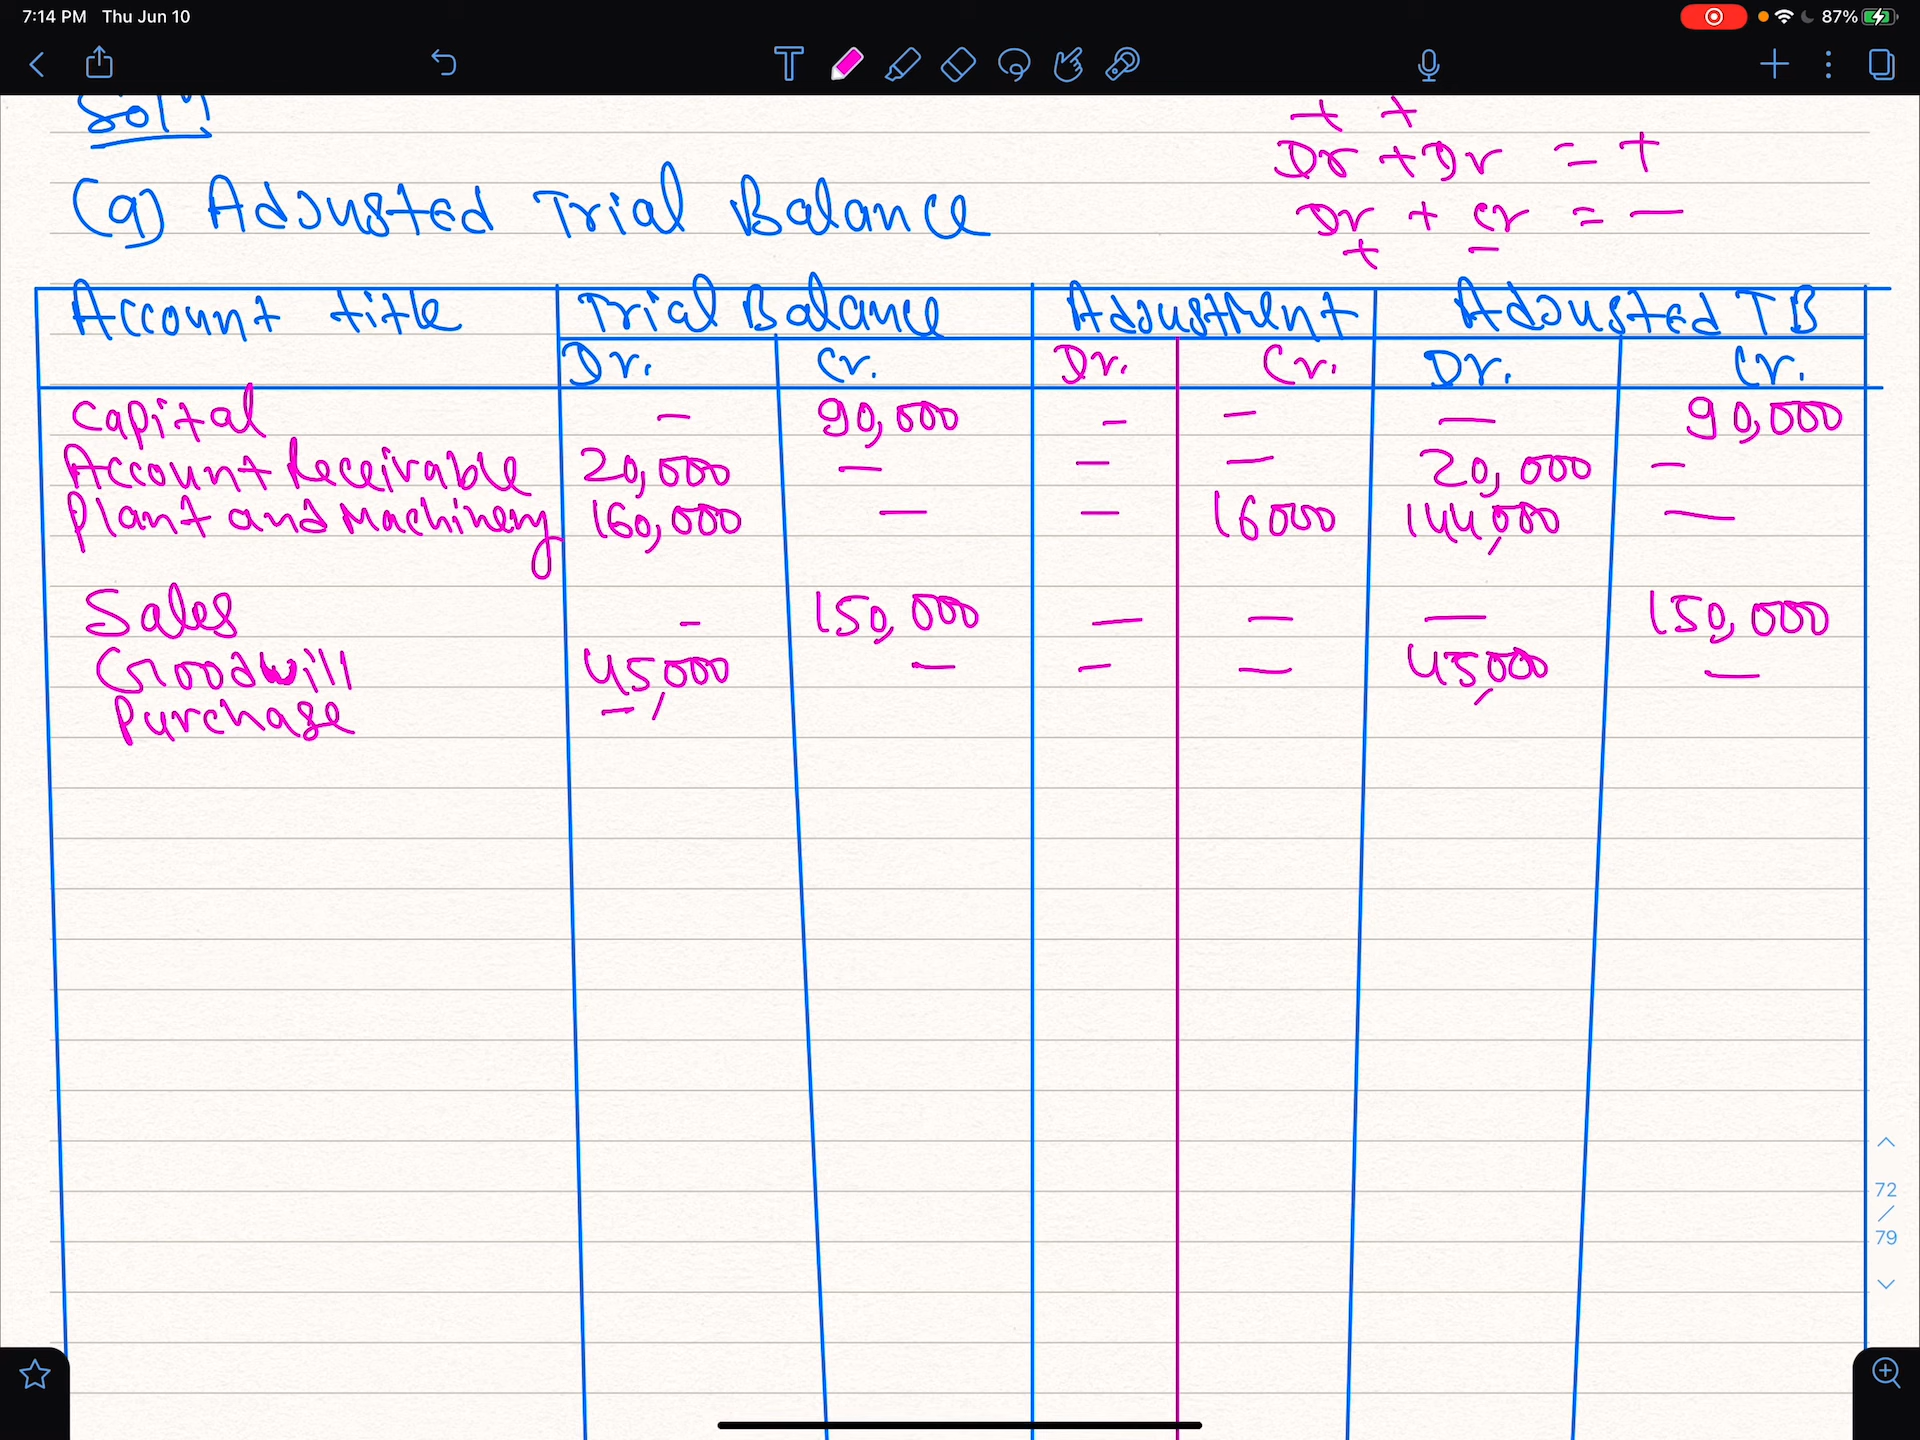 7:14 PM Thu Jun 10 87%
Sol'n
+ +
Dr + Dr = +
(a) Adjusted Trial Balance
Dr + Cr = —
+ —
Account title Trial Balance Adjustment Adjusted TB
Dr. Cr. Dr. Cr. Dr. Cr.
Capital - 90,000 - - — 90,000
Account Receivable 20,000 — - — 20,000 -
Plant and Machinery 160,000 — - 16000 144,000 —
Sales - 150,000 — — — 150,000
Goodwill 45,000 - - — 45,000 —
Purchase -
72
/
79